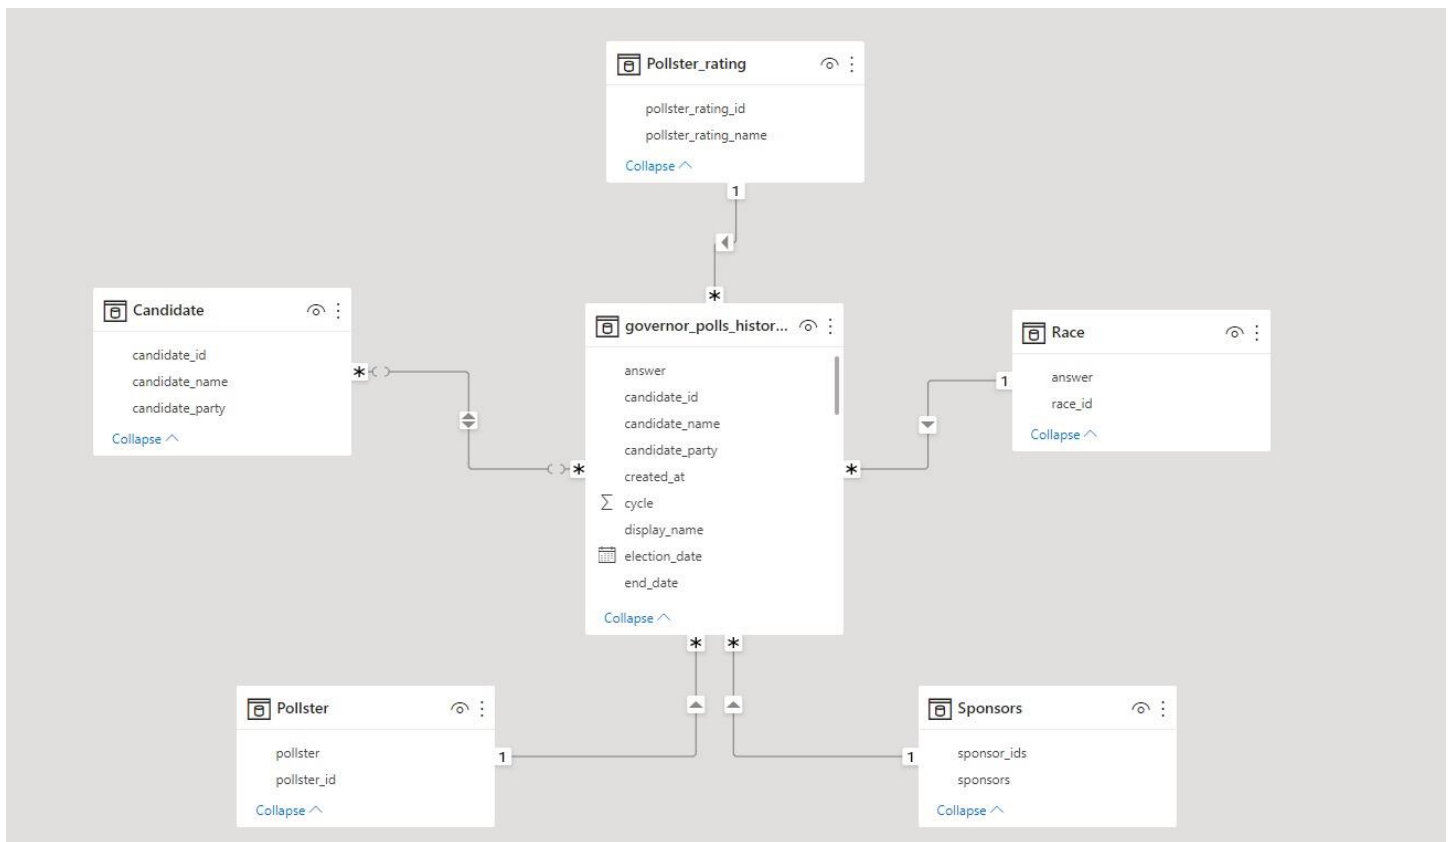 Pollster_rating
pollster_rating_id
pollster_rating_name
Collapse
1
*
Candidate
candidate_id
candidate_name
candidate_party
Collapse
*
*
governor_polls_histor...
answer
candidate_id
candidate_name
candidate_party
created_at
Σ cycle
display_name
election_date
end_date
Collapse
Race
answer
race_id
Collapse
1
*
*
*
Pollster
pollster
pollster_id
Collapse
1
Sponsors
sponsor_ids
sponsors
Collapse
1